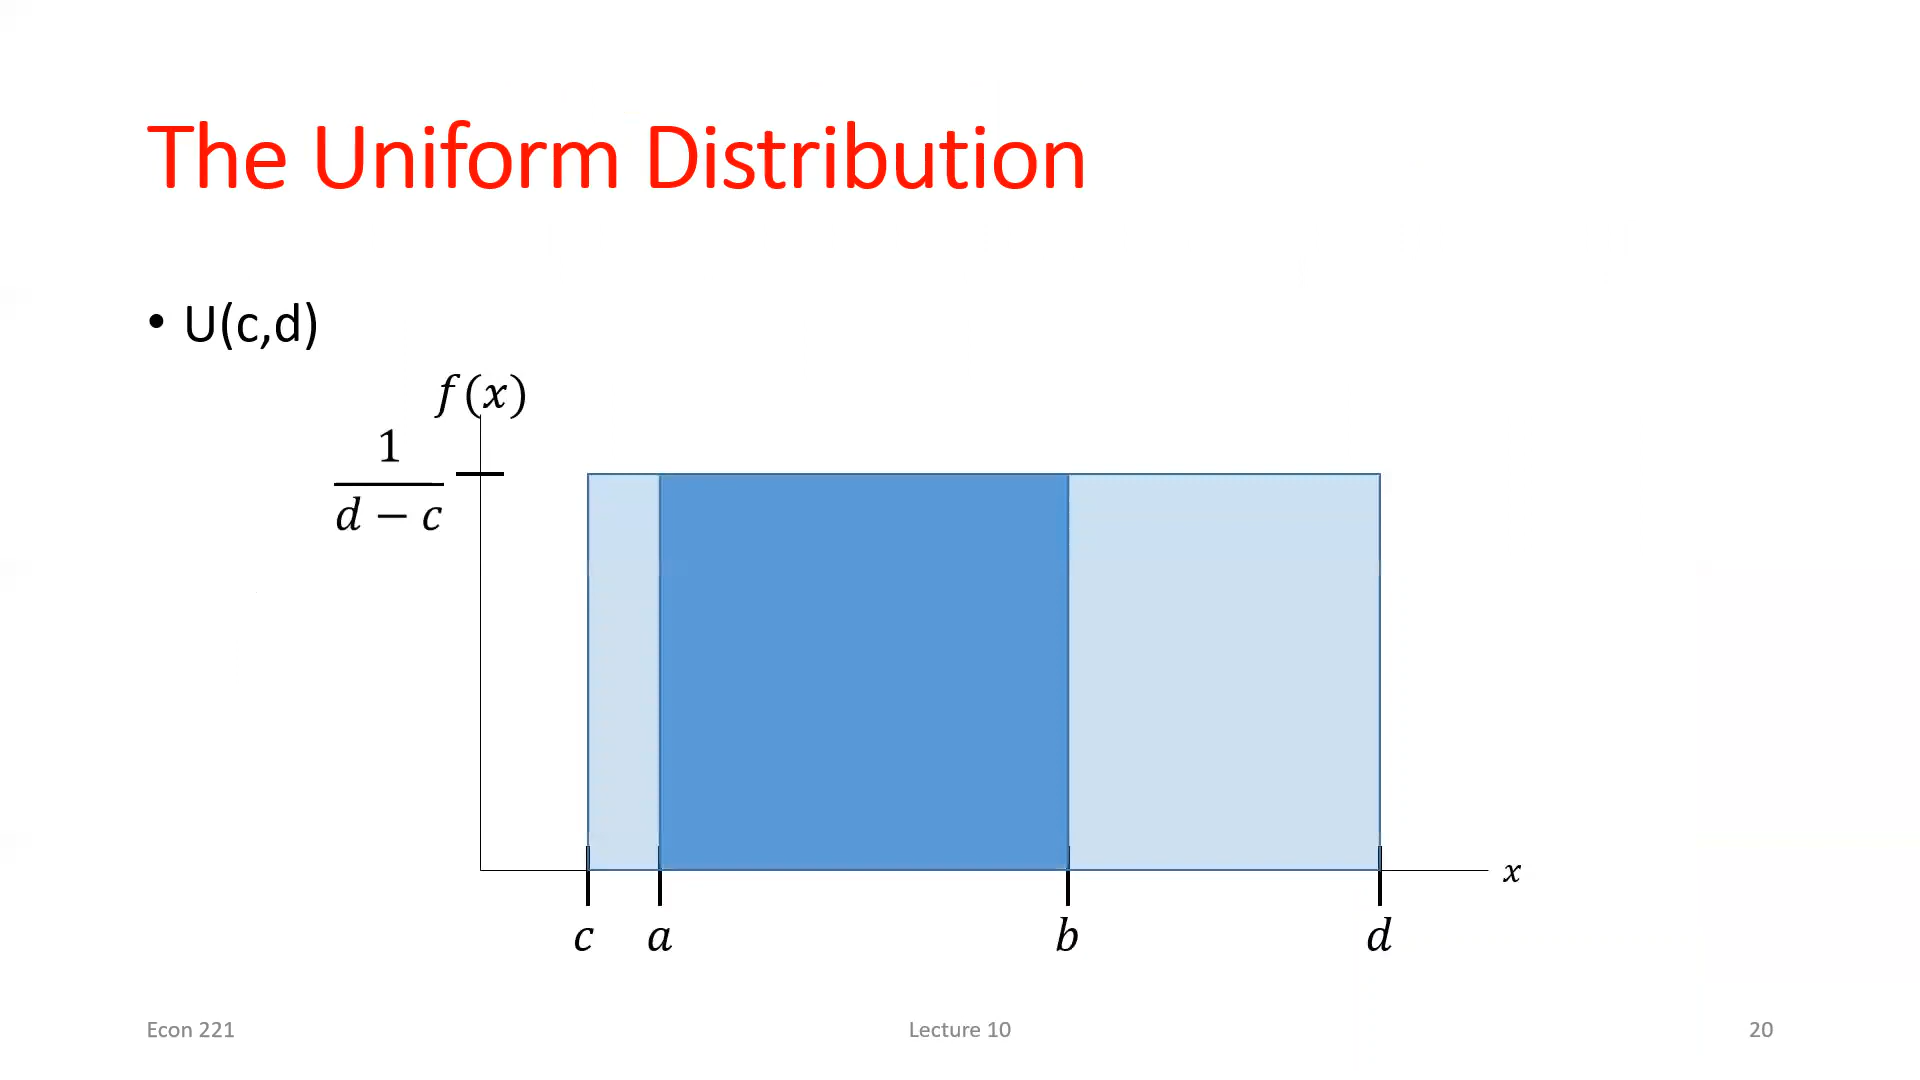 The Uniform Distribution
• U(c,d)
f(x)
1
d − c
x
c a b d
Econ 221 Lecture 10 20